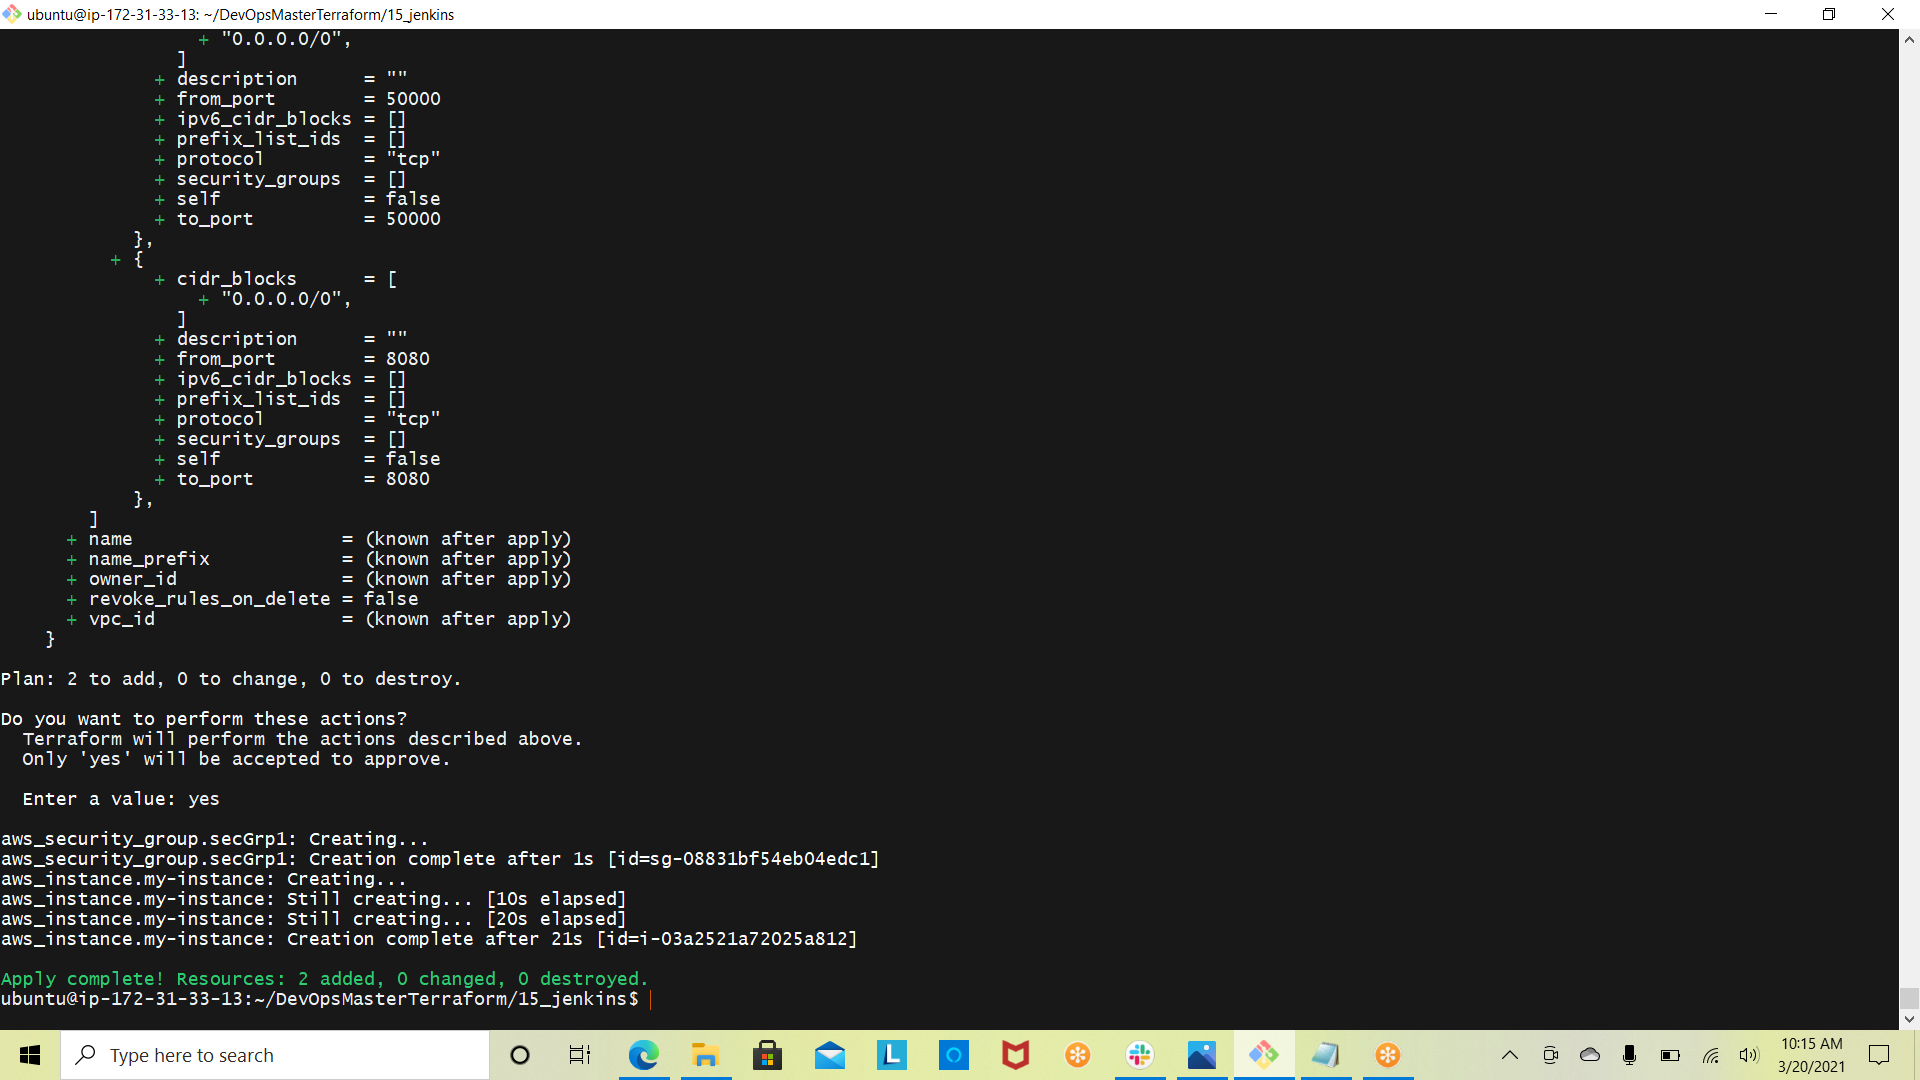 ubuntu@ip-172-31-33-13: ~/DevOpsMasterTerraform/15_jenkins
+ "0.0.0.0/0",
]
+ description = ""
+ from_port = 50000
+ ipv6_cidr_blocks = []
+ prefix_list_ids = []
+ protocol = "tcp"
+ security_groups = []
+ self = false
+ to_port = 50000
},
+ {
+ cidr_blocks = [
+ "0.0.0.0/0",
]
+ description = ""
+ from_port = 8080
+ ipv6_cidr_blocks = []
+ prefix_list_ids = []
+ protocol = "tcp"
+ security_groups = []
+ self = false
+ to_port = 8080
},
]
+ name = (known after apply)
+ name_prefix = (known after apply)
+ owner_id = (known after apply)
+ revoke_rules_on_delete = false
+ vpc_id = (known after apply)
}
Plan: 2 to add, 0 to change, 0 to destroy.
Do you want to perform these actions?
Terraform will perform the actions described above.
Only 'yes' will be accepted to approve.
Enter a value: yes
aws_security_group.secGrp1: Creating...
aws_security_group.secGrp1: Creation complete after 1s [id=sg-08831bf54eb04edc1]
aws_instance.my-instance: Creating...
aws_instance.my-instance: Still creating... [10s elapsed]
aws_instance.my-instance: Still creating... [20s elapsed]
aws_instance.my-instance: Creation complete after 21s [id=i-03a2521a72025a812]
Apply complete! Resources: 2 added, 0 changed, 0 destroyed.
ubuntu@ip-172-31-33-13:~/DevOpsMasterTerraform/15_jenkins$
Type here to search
L
10:15 AM
3/20/2021